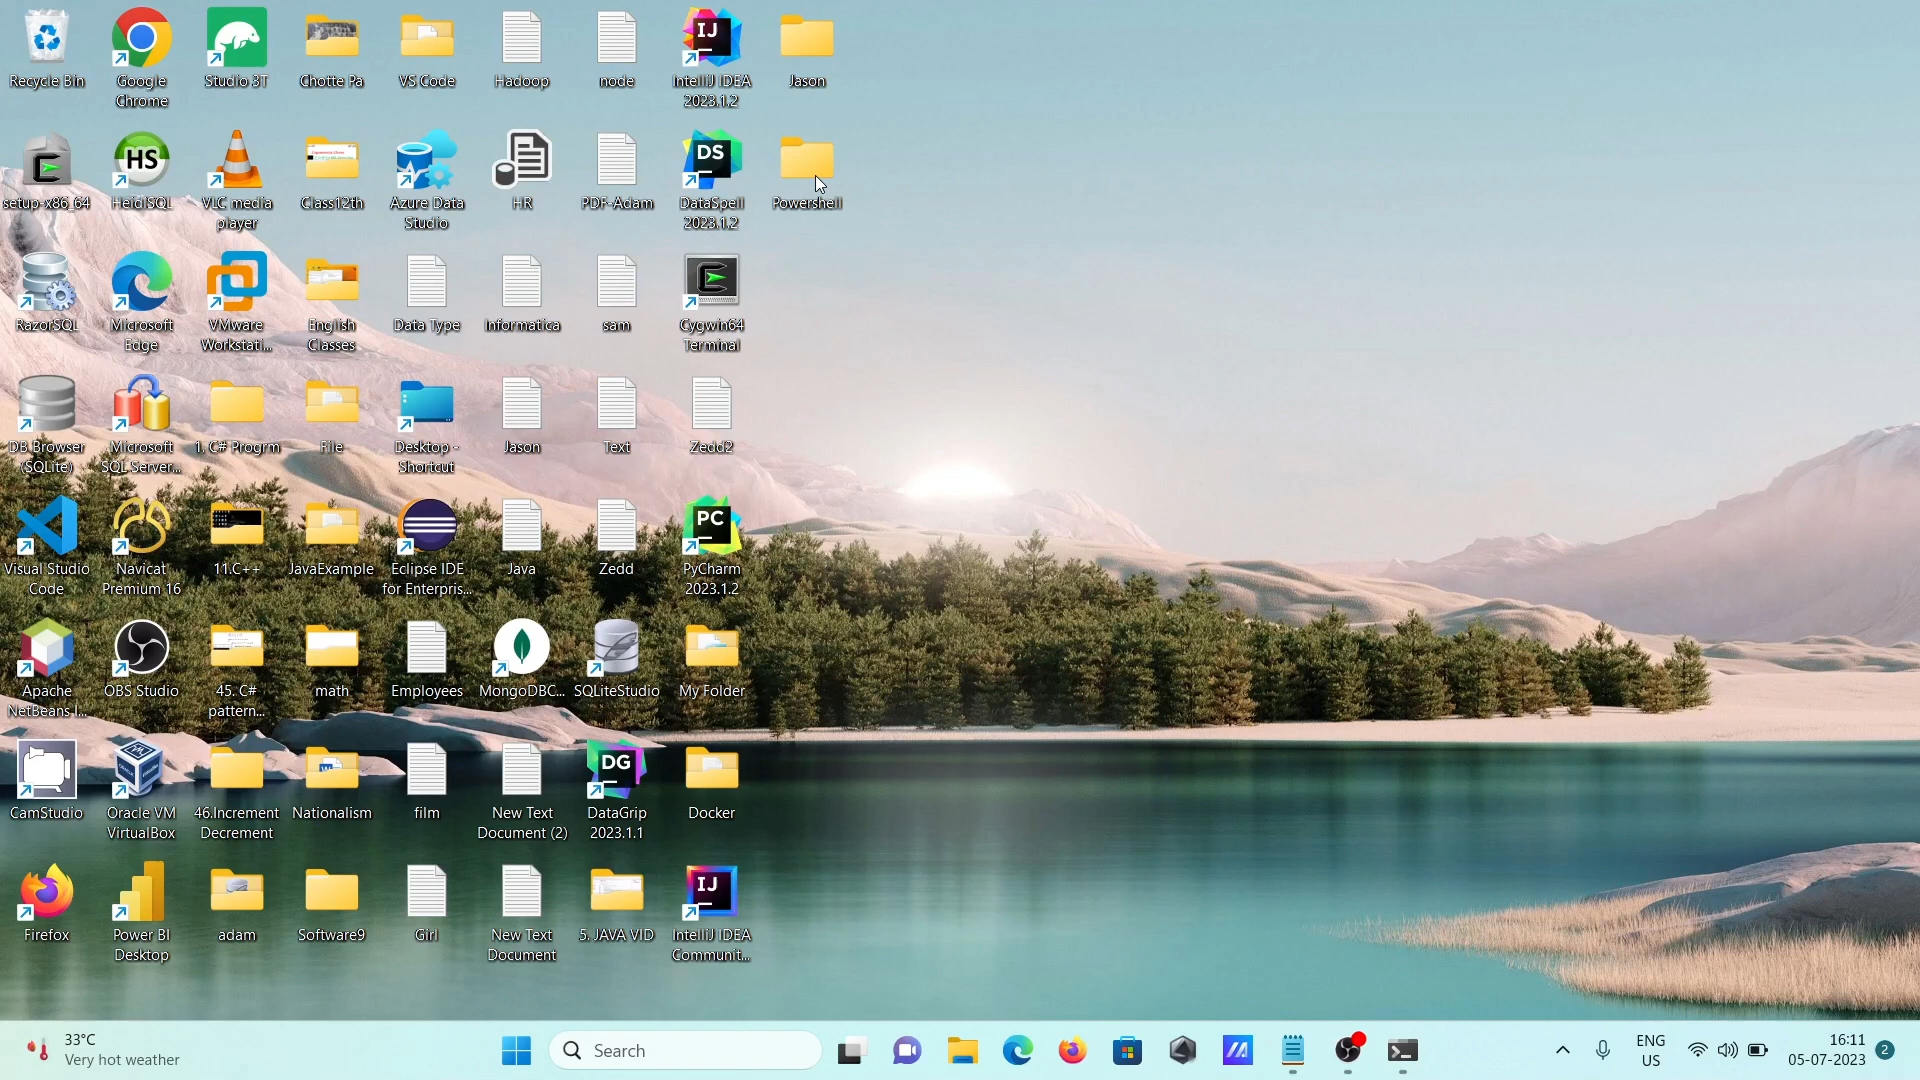 Recycle Bin
Google
Chrome
Studio 3T
Chotte Pa
VS Code
Hadoop
node
IJ
IntelliJ IDEA
2023.1.2
Jason
setup-x86_64
HS
HeidiSQL
VLC media
player
Class12th
Azure Data
Studio
HR
PDF-Adam
DS
DataSpell
2023.1.2
Powershell
RazorSQL
Microsoft
Edge
VMware
Workstati...
English
Classes
Data Type
Informatica
sam
Cygwin64
Terminal
DB Browser
(SQLite)
Microsoft
SQL Server...
1. C# Progrm
File
Desktop -
Shortcut
Jason
Text
Zedd2
Visual Studio
Code
Navicat
Premium 16
11.C++
JavaExample
Eclipse IDE
for Enterpris...
Java
Zedd
PC
PyCharm
2023.1.2
Apache
NetBeans I...
OBS Studio
45. C#
pattern...
math
Employees
MongoDBC...
SQLiteStudio
My Folder
CamStudio
Oracle VM
VirtualBox
46.Increment
Decrement
Nationalism
film
New Text
Document (2)
DG
DataGrip
2023.1.1
Docker
Firefox
Power BI
Desktop
adam
Software9
Girl
New Text
Document
5. JAVA VID
IJ
IntelliJ IDEA
Communit...
33°C
Very hot weather
Search
ENG
US
16:11
05-07-2023
2